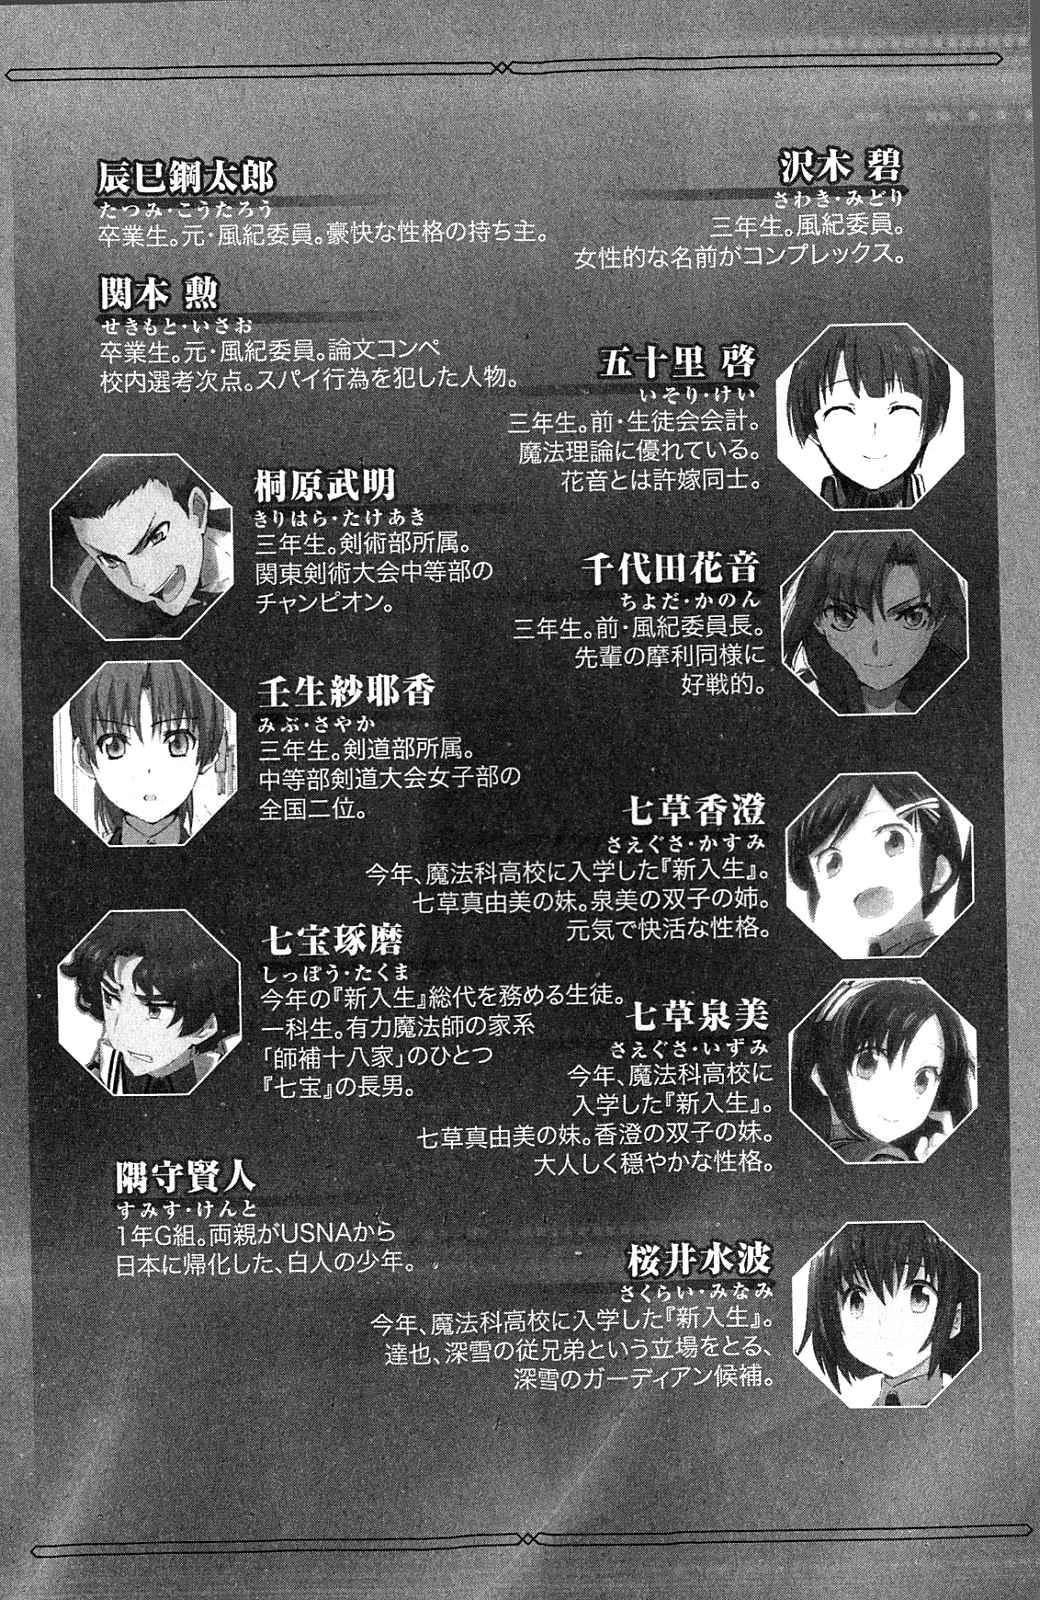 辰巳鋼太郎
たつみ・こうたろう
卒業生。元・風紀委員。豪快な性格の持ち主。
関本 勲
せきもと・いさお
卒業生。元・風紀委員。論文コンペ
校内選考次点。スパイ行為を犯した人物。
桐原武明
きりはら・たけあき
三年生。剣術部所属。
関東剣術大会中等部の
チャンピオン。
壬生紗耶香
みぶ・さやか
三年生。剣道部所属。
中等部剣道大会女子部の
全国二位。
七宝琢磨
しっぽう・たくま
今年の『新入生』総代を務める生徒。
一科生。有力魔法師の家系
「師補十八家」のひとつ
『七宝』の長男。
隅守賢人
すみす・けんと
1年G組。両親がUSNAから
日本に帰化した、白人の少年。
沢木 碧
さわき・みどり
三年生。風紀委員。
女性的な名前がコンプレックス。
五十里 啓
いそり・けい
三年生。前・生徒会会計。
魔法理論に優れている。
花音とは許嫁同士。
千代田花音
ちよだ・かのん
三年生。前・風紀委員長。
先輩の摩利同様に
好戦的。
七草香澄
さえぐさ・かすみ
今年、魔法科高校に入学した『新入生』。
七草真由美の妹。泉美の双子の姉。
元気で快活な性格。
七草泉美
さえぐさ・いずみ
今年、魔法科高校に
入学した『新入生』。
七草真由美の妹。香澄の双子の妹。
大人しく穏やかな性格。
桜井水波
さくらい・みなみ
今年、魔法科高校に入学した『新入生』。
達也、深雪の従兄弟という立場をとる、
深雪のガーディアン候補。